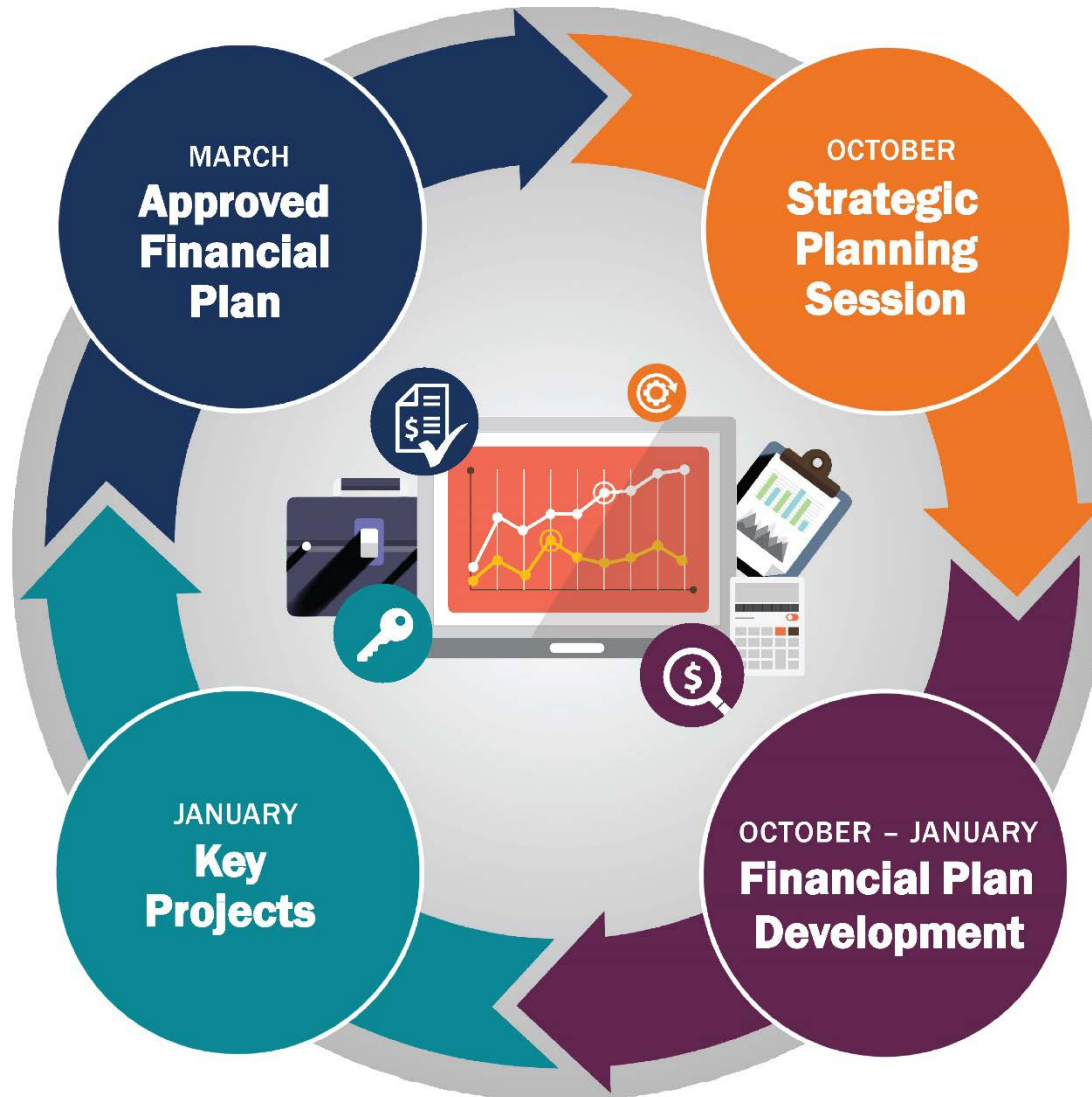 MARCH
Approved
Financial
Plan
OCTOBER
Strategic
Planning
Session
$
$
JANUARY
Key
Projects
OCTOBER – JANUARY
Financial Plan
Development